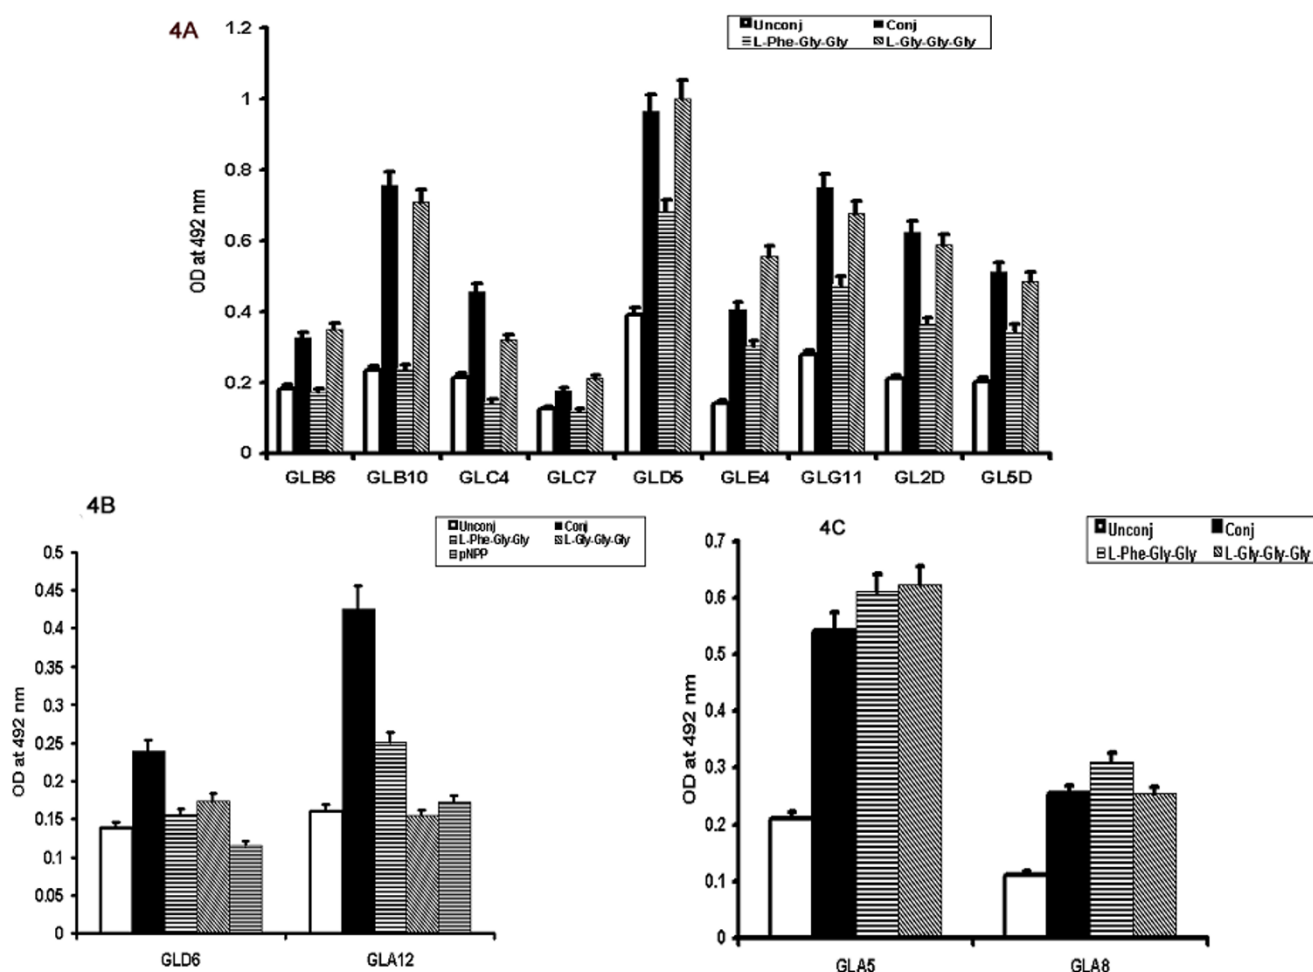 4A
Unconj Conj
L-Phe-Gly-Gly L-Gly-Gly-Gly
OD at 492 nm
1.2
1
0.8
0.6
0.4
0.2
0
GLB6 GLB10 GLC4 GLC7 GLD5 GLE4 GLG11 GL2D GL5D
4B
Unconj Conj
L-Phe-Gly-Gly L-Gly-Gly-Gly
pNPP
OD at 492 nm
0.5
0.45
0.4
0.35
0.3
0.25
0.2
0.15
0.1
0.05
0
GLD6 GLA12
4C
Unconj Conj
L-Phe-Gly-Gly L-Gly-Gly-Gly
OD at 492 nm
0.7
0.6
0.5
0.4
0.3
0.2
0.1
0
GLA5 GLA8